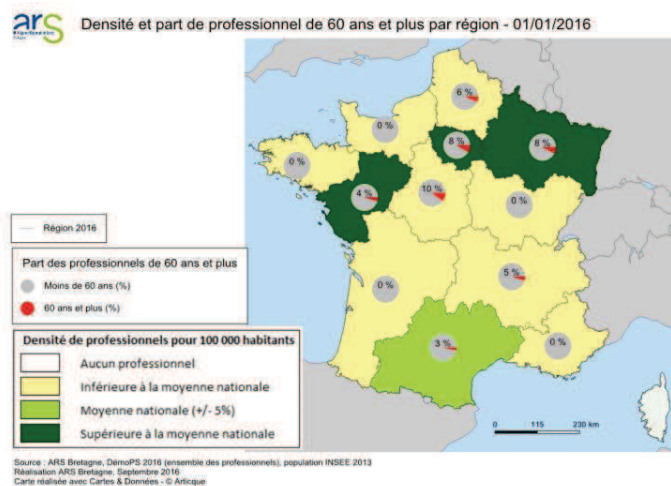 ars
Densité et part de professionnel de 60 ans et plus par région - 01/01/2016
6 %
0 %
8 %
8 %
0 %
4 %
10 %
0 %
Région 2016
Part des professionnels de 60 ans et plus
Moins de 60 ans (%)
60 ans et plus (%)
0 %
5 %
Densité de professionnels pour 100 000 habitants
Aucun professionnel
Inférieure à la moyenne nationale
Moyenne nationale (+/- 5%)
Supérieure à la moyenne nationale
3 %
0 %
0 115 230 km
Source : ARS Bretagne, DémoPS 2016 (ensemble des professionnels), population INSEE 2013
Réalisation ARS Bretagne, Septembre 2016
Carte réalisée avec Cartes & Données - © Articque